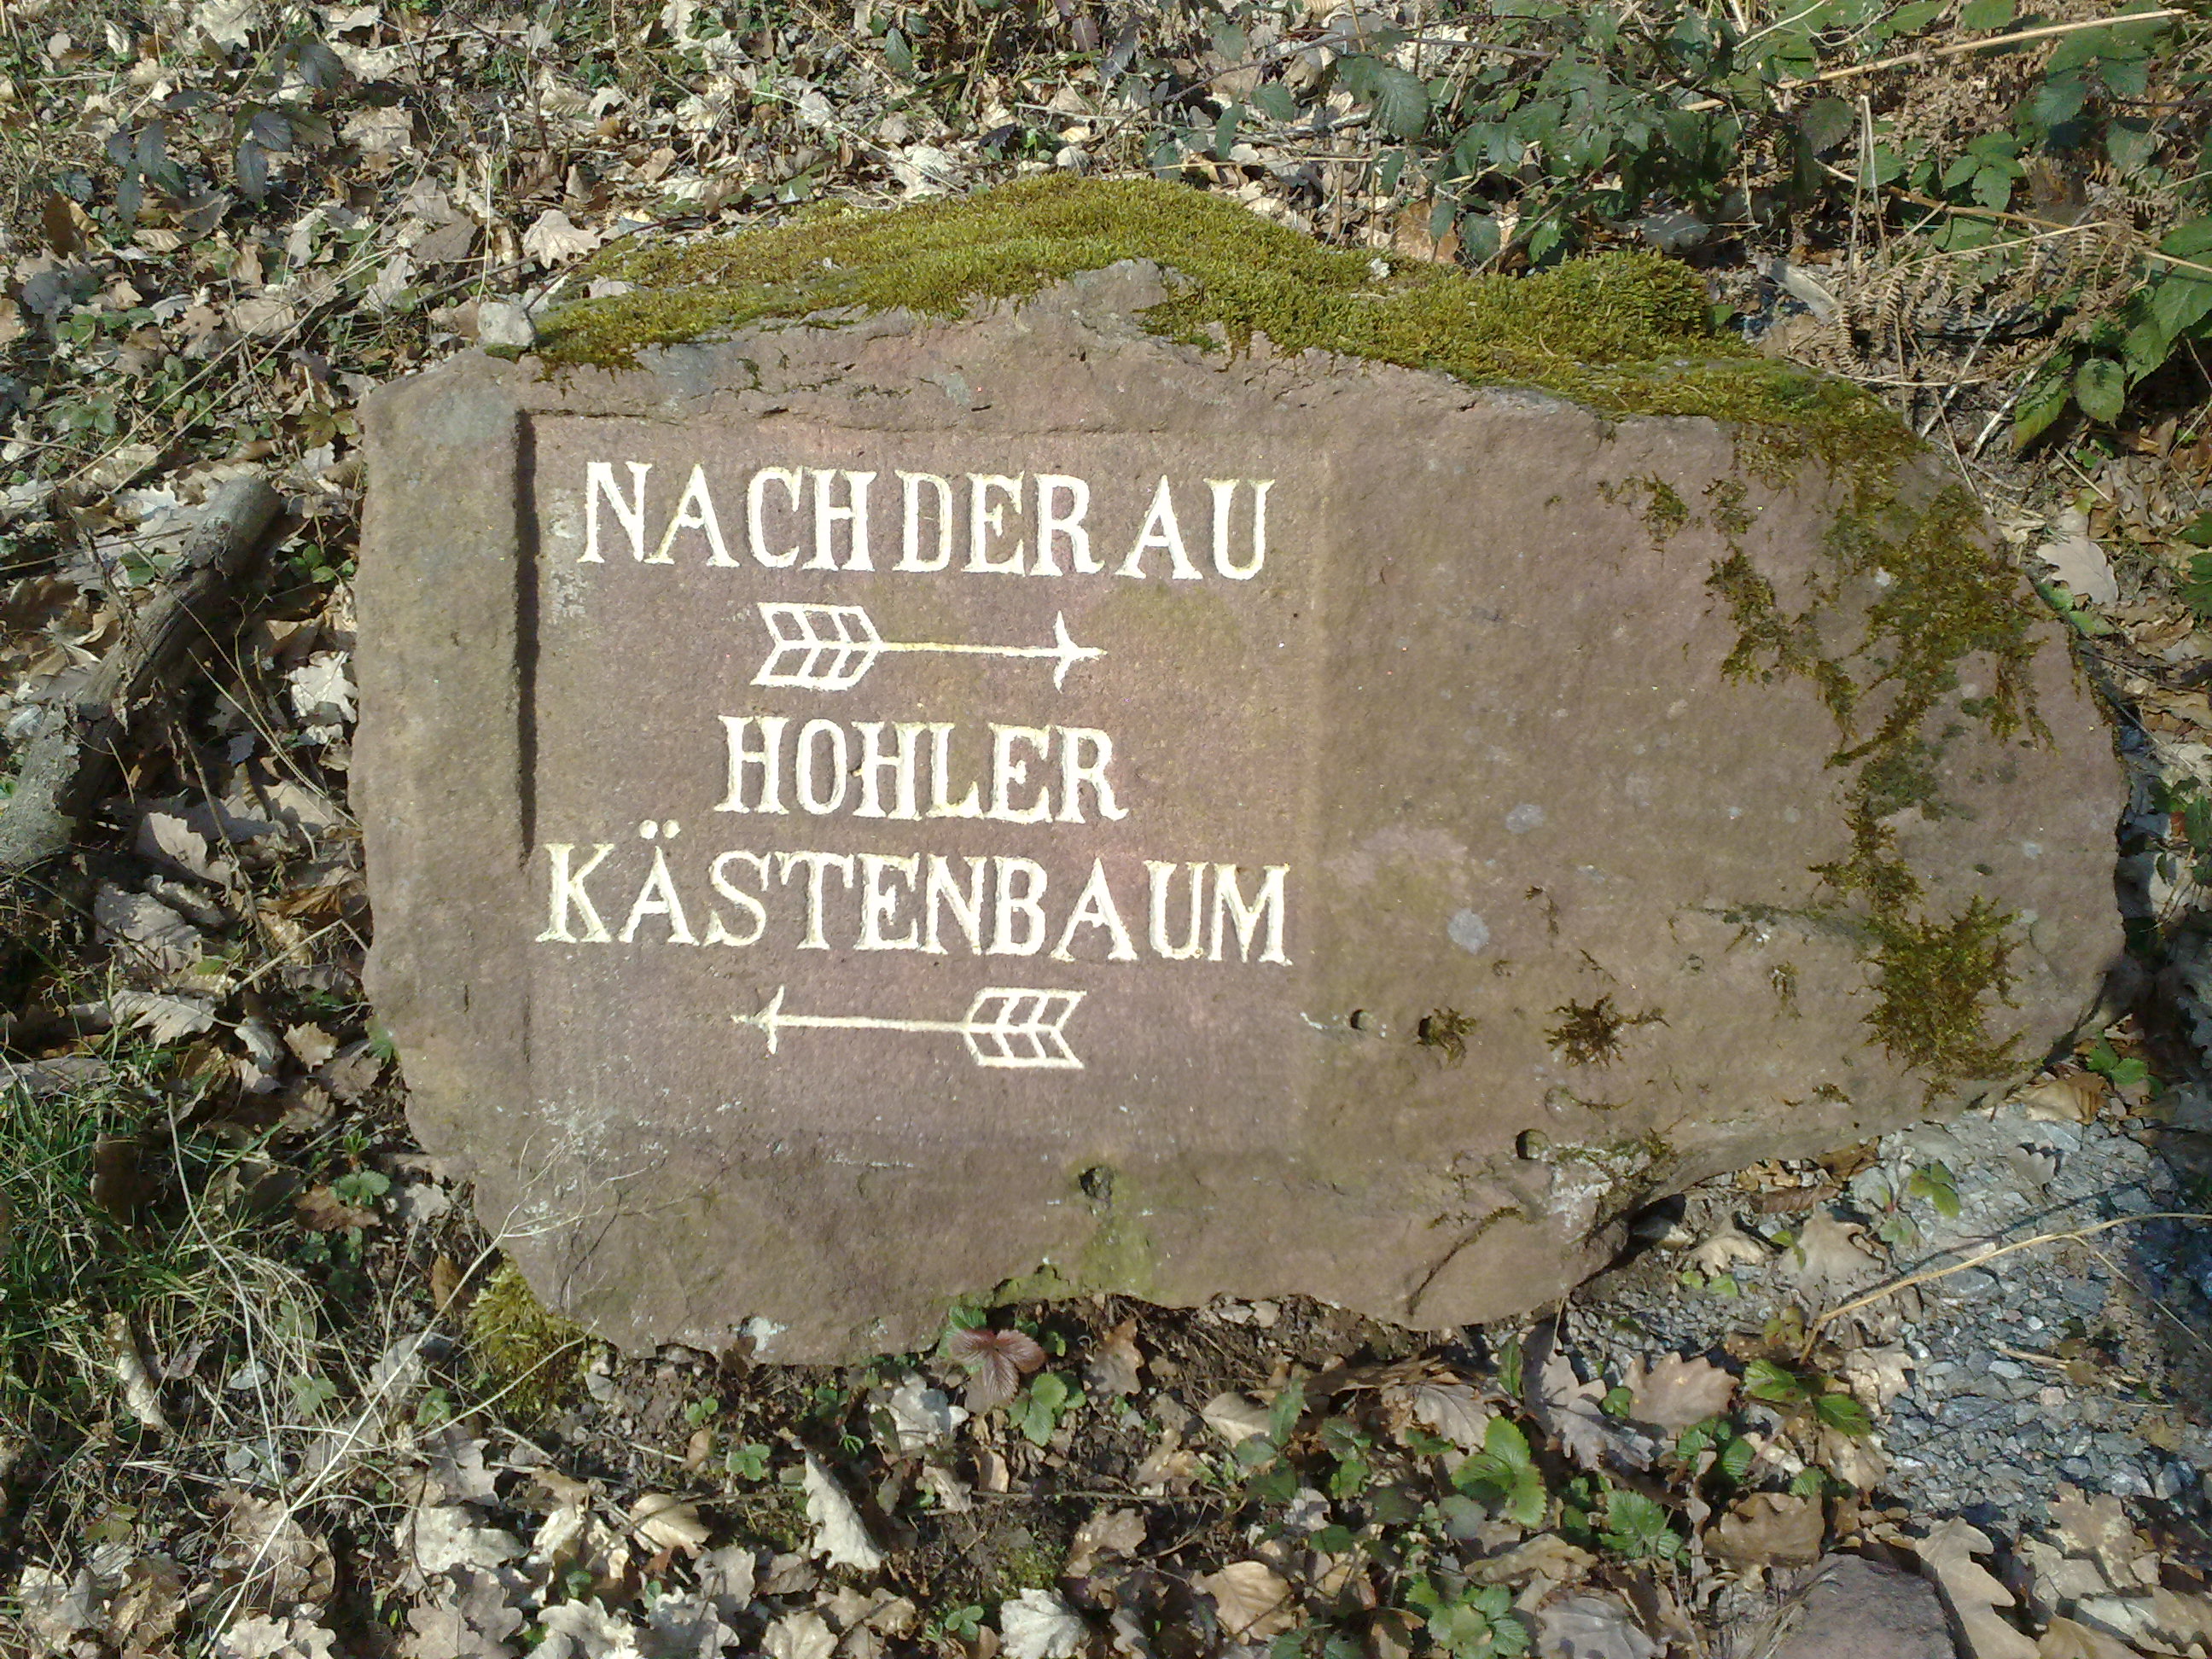 NACH DER AU
HOHLER
KÄSTENBAUM